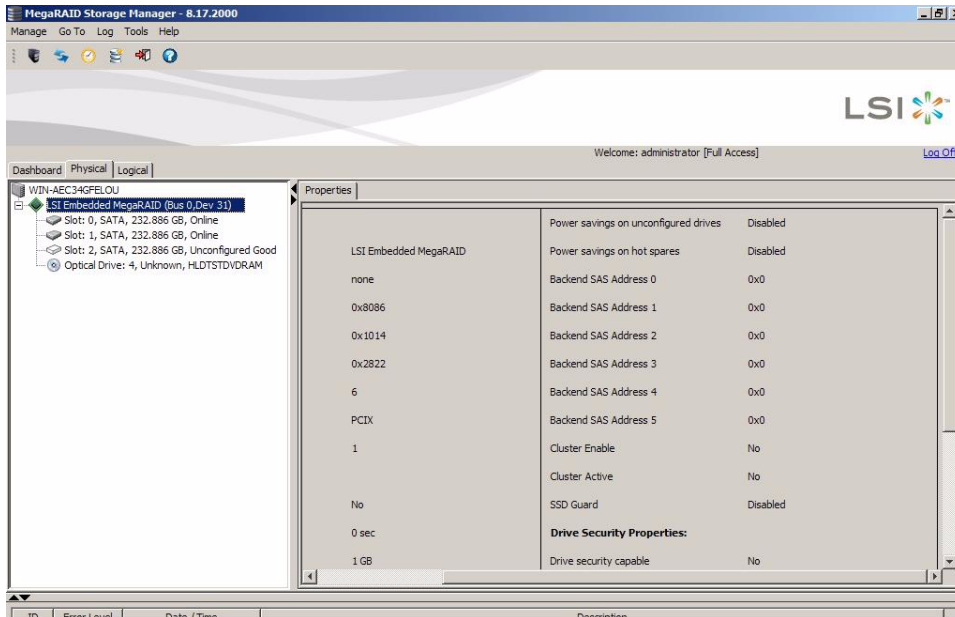 MegaRAID Storage Manager - 8.17.2000
Manage Go To Log Tools Help
LSI
Welcome: administrator [Full Access]
Log Off
Dashboard Physical Logical
WIN-AEC34GFELOU
LSI Embedded MegaRAID (Bus 0,Dev 31)
Slot: 0, SATA, 232.886 GB, Online
Slot: 1, SATA, 232.886 GB, Online
Slot: 2, SATA, 232.886 GB, Unconfigured Good
Optical Drive: 4, Unknown, HLDTSTDVDRAM
Properties
Power savings on unconfigured drives Disabled
LSI Embedded MegaRAID Power savings on hot spares Disabled
none Backend SAS Address 0 0x0
0x8086 Backend SAS Address 1 0x0
0x1014 Backend SAS Address 2 0x0
0x2822 Backend SAS Address 3 0x0
6 Backend SAS Address 4 0x0
PCIX Backend SAS Address 5 0x0
1 Cluster Enable No
Cluster Active No
No SSD Guard Disabled
0 sec Drive Security Properties:
1 GB Drive security capable No
ID Error Level Date / Time Description